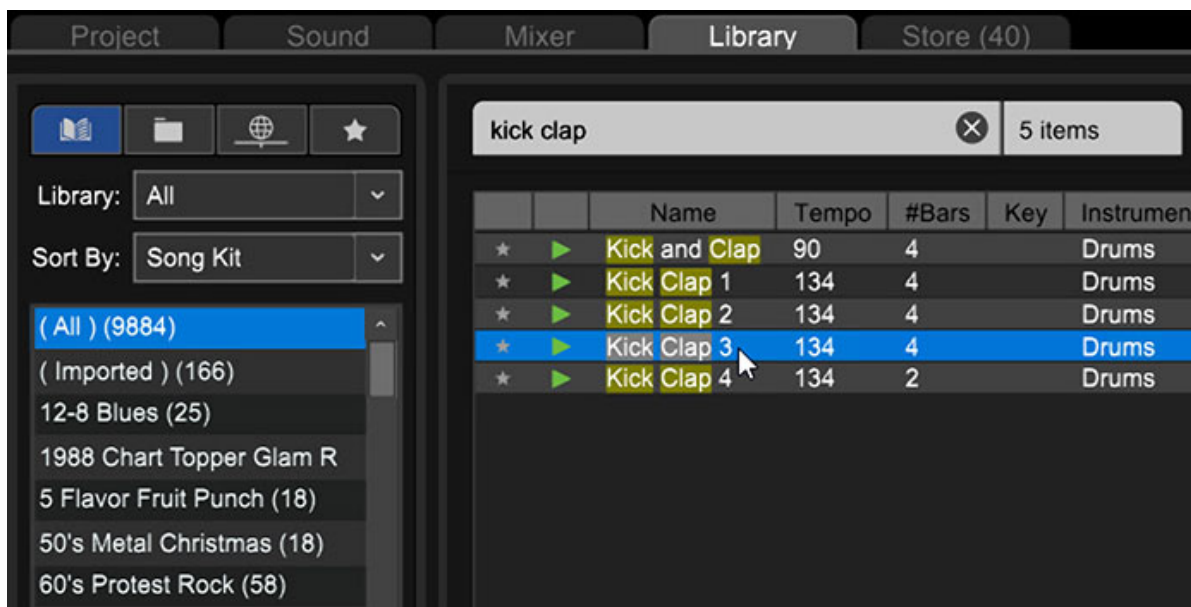 Project Sound Mixer Library Store (40)
Library: All
Sort By: Song Kit
( All ) (9884)
( Imported ) (166)
12-8 Blues (25)
1988 Chart Topper Glam R
5 Flavor Fruit Punch (18)
50's Metal Christmas (18)
60's Protest Rock (58)
kick clap 5 items
Name Tempo #Bars Key Instrumen
Kick and Clap 90 4 Drums
Kick Clap 1 134 4 Drums
Kick Clap 2 134 4 Drums
Kick Clap 3 134 4 Drums
Kick Clap 4 134 2 Drums